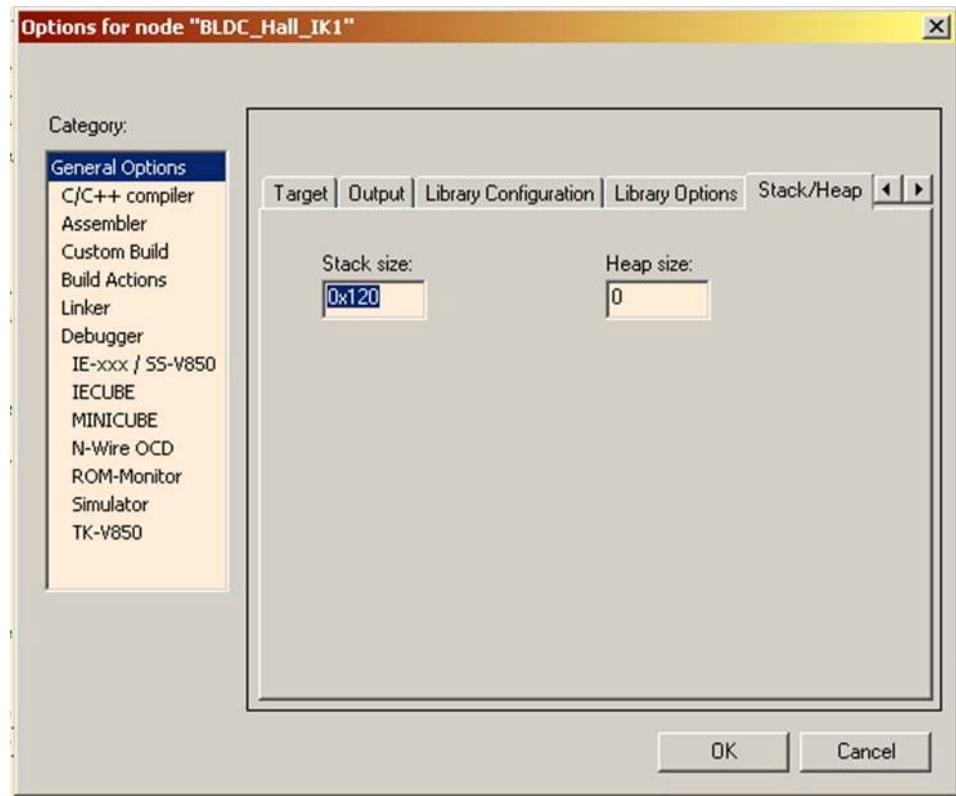 Options for node "BLDC_Hall_IK1"
Category:
General Options
C/C++ compiler
Assembler
Custom Build
Build Actions
Linker
Debugger
IE-xxx / SS-V850
IECUBE
MINICUBE
N-Wire OCD
ROM-Monitor
Simulator
TK-V850
Target Output Library Configuration Library Options Stack/Heap
Stack size: Heap size:
0x120 0
OK Cancel